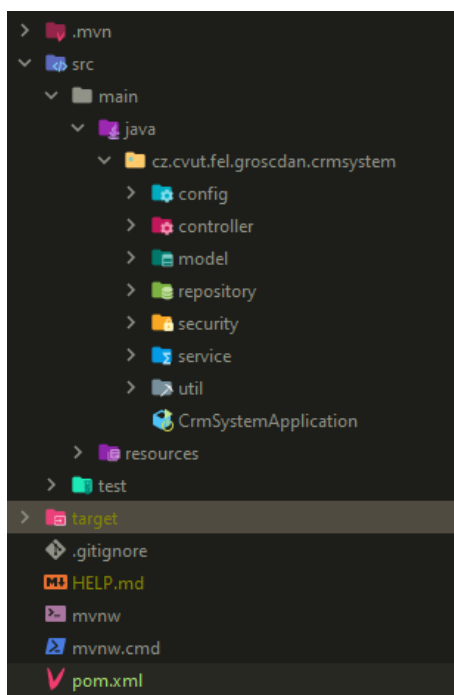 .mvn
src
main
java
cz.cvut.fel.groscdan.crmsystem
config
controller
model
repository
security
service
util
CrmSystemApplication
resources
test
target
.gitignore
HELP.md
mvnw
mvnw.cmd
pom.xml